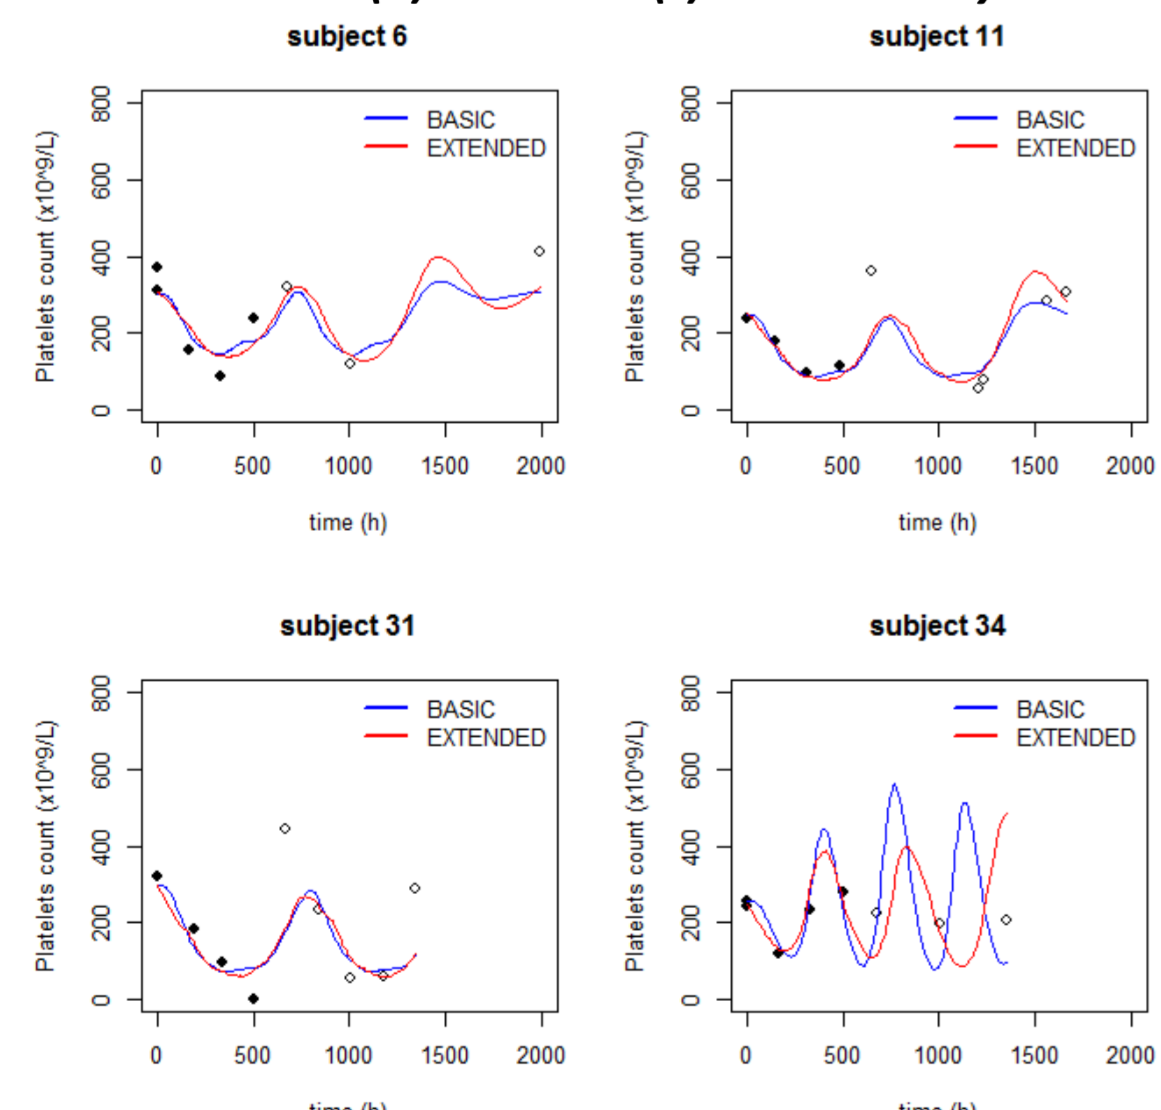 subject 6
800
600
400
200
0
Platelets count (x10^9/L)
BASIC
EXTENDED
0 500 1000 1500 2000
time (h)
subject 11
800
600
400
200
0
Platelets count (x10^9/L)
BASIC
EXTENDED
0 500 1000 1500 2000
time (h)
subject 31
800
600
400
200
0
Platelets count (x10^9/L)
BASIC
EXTENDED
0 500 1000 1500 2000
time (h)
subject 34
800
600
400
200
0
Platelets count (x10^9/L)
BASIC
EXTENDED
0 500 1000 1500 2000
time (h)